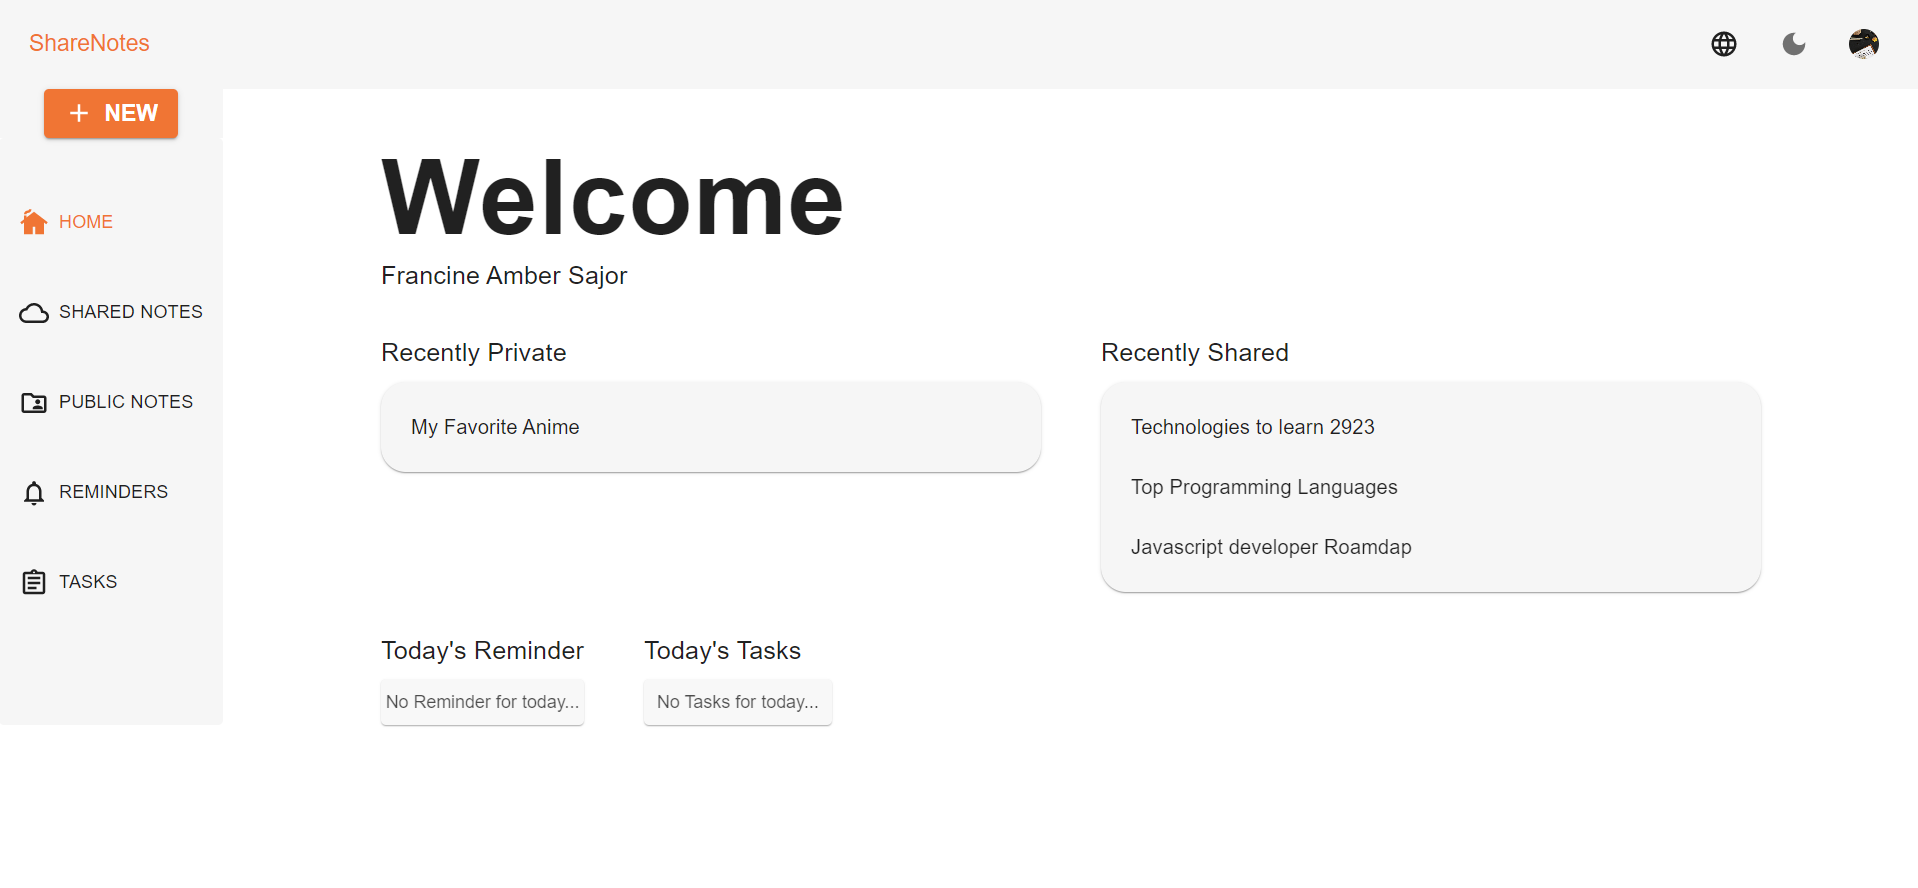 ShareNotes
NEW
HOME
SHARED NOTES
PUBLIC NOTES
REMINDERS
TASKS
Welcome
Francine Amber Sajor
Recently Private
My Favorite Anime
Recently Shared
Technologies to learn 2923
Top Programming Languages
Javascript developer Roamdap
Today's Reminder
No Reminder for today...
Today's Tasks
No Tasks for today...